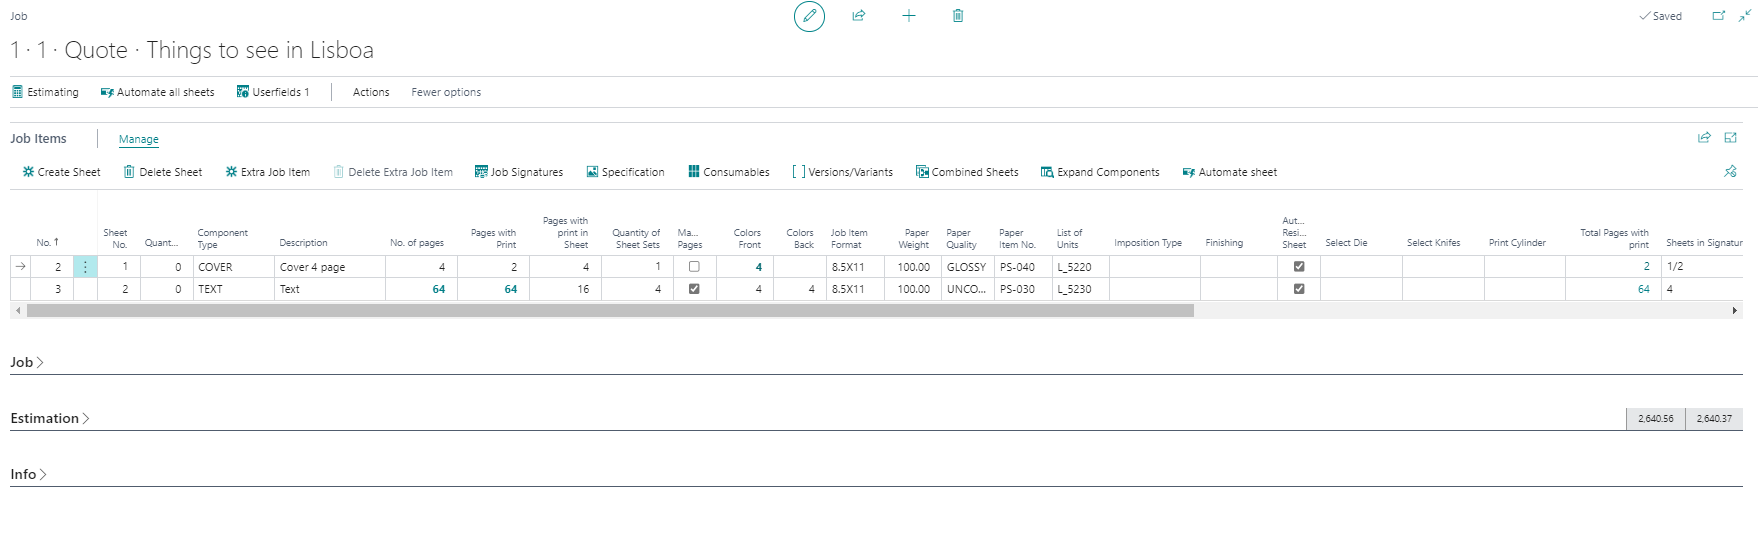 Job
Saved
1 · 1 · Quote · Things to see in Lisboa
Estimating Automate all sheets Userfields 1 Actions Fewer options
Job Items Manage
Create Sheet Delete Sheet Extra Job Item Delete Extra Job Item Job Signatures Specification Consumables Versions/Variants Combined Sheets Expand Components Automate sheet
No. ↑ Sheet No. Quant... Component Type Description No. of pages Pages with Print Pages with print in Sheet Quantity of Sheet Sets Ma... Pages Colors Front Colors Back Job Item Format Paper Weight Paper Quality Paper Item No. List of Units Imposition Type Finishing Aut... Resi... Sheet Select Die Select Knifes Print Cylinder Total Pages with print Sheets in Signatur
2 1 0 COVER Cover 4 page 4 2 4 1 4 8.5X11 100.00 GLOSSY PS-040 L_5220 2 1/2
3 2 0 TEXT Text 64 64 16 4 4 4 8.5X11 100.00 UNCO... PS-030 L_5230 64 4
Job
Estimation 2,640.56 2,640.37
Info